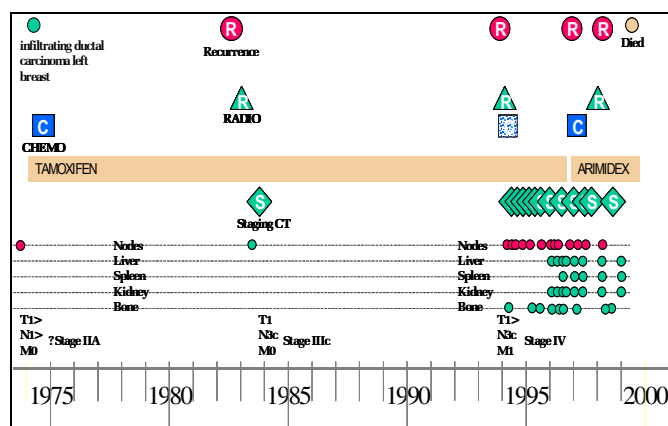 R
R
R
R
infiltrating ductal
carcinoma left
breast
Recurrence
Died
R
R
R
RADIO
C
C
C
CHEMO
TAMOXIFEN
ARIMIDEX
S
S
Staging CT
Nodes
Nodes
Liver
Liver
Spleen
Spleen
Kidney
Kidney
Bone
Bone
T1>
N1>
M0
?Stage IIA
T1
N3c
M0
Stage IIIc
T1>
N3c
M1
Stage IV
1975
1980
1985
1990
1995
2000